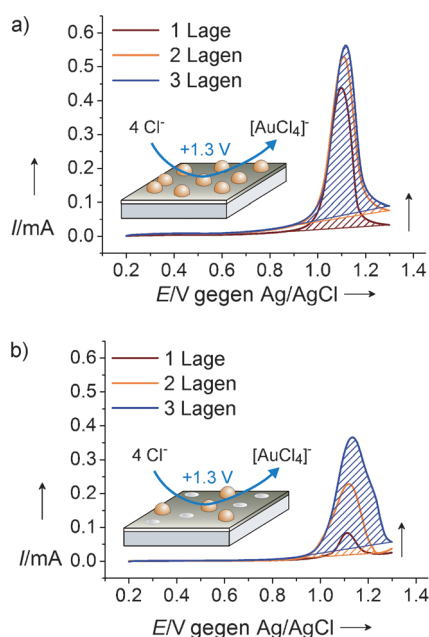 a)
1 Lage
2 Lagen
3 Lagen
0.6
0.5
0.4
0.3
0.2
0.1
0.0
I/mA
4 Cl⁻
[AuCl₄]⁻
+1.3 V
0.2 0.4 0.6 0.8 1.0 1.2 1.4
E/V gegen Ag/AgCl
b)
1 Lage
2 Lagen
3 Lagen
0.6
0.5
0.4
0.3
0.2
0.1
0.0
I/mA
4 Cl⁻
[AuCl₄]⁻
+1.3 V
0.2 0.4 0.6 0.8 1.0 1.2 1.4
E/V gegen Ag/AgCl